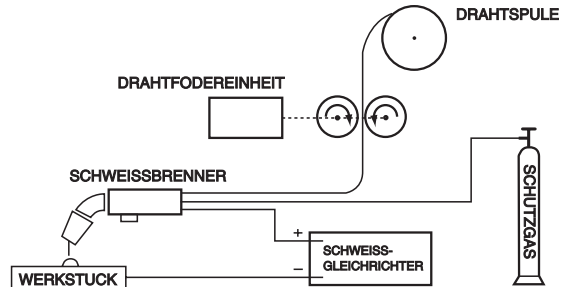 DRAHTSPULE
DRAHTFODEREINHEIT
SCHWEISSBRENNER
SCHUTZGAS
+
SCHWEISS-
GLEICHRICHTER
–
WERKSTUCK